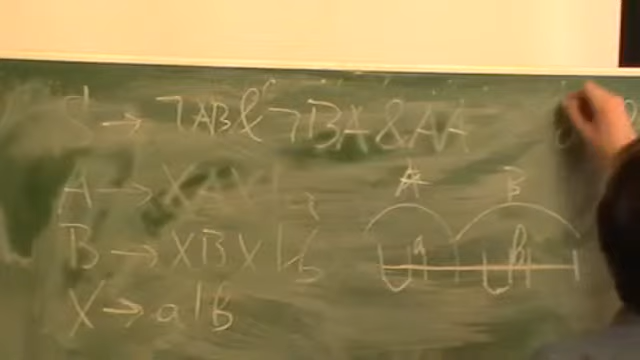 S → ¬AB & ¬BA & AA
A → XAX | a
B → XBX | b
X → a | b
A B
a b